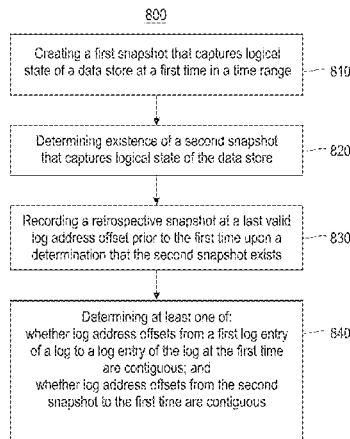 800
Creating a first snapshot that captures logical
state of a data store at a first time in a time range
810
Determining existence of a second snapshot
that captures logical state of the data store
820
Recording a retrospective snapshot at a last valid
log address offset prior to the first time upon a
determination that the second snapshot exists
830
Determining at least one of:
whether log address offsets from a first log entry
of a log to a log entry of the log at the first time
are contiguous; and
whether log address offsets from the second
snapshot to the first time are contiguous
840